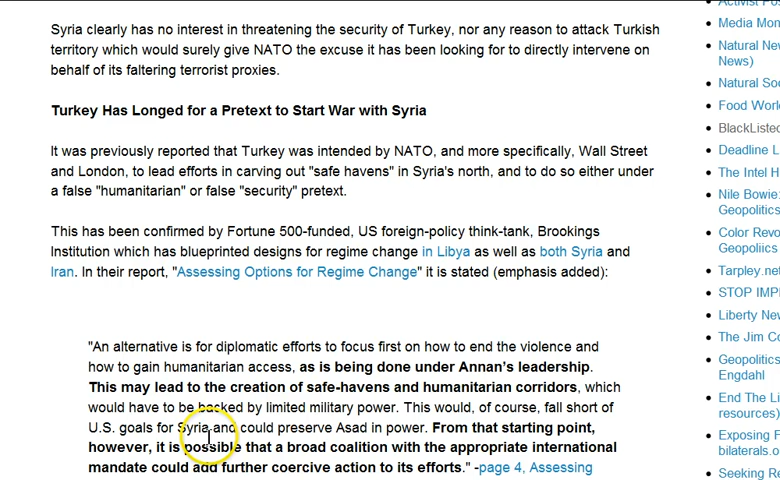 Syria clearly has no interest in threatening the security of Turkey, nor any reason to attack Turkish
territory which would surely give NATO the excuse it has been looking for to directly intervene on
behalf of its faltering terrorist proxies.
Turkey Has Longed for a Pretext to Start War with Syria
It was previously reported that Turkey was intended by NATO, and more specifically, Wall Street
and London, to lead efforts in carving out "safe havens" in Syria's north, and to do so either under
a false "humanitarian" or false "security" pretext.
This has been confirmed by Fortune 500-funded, US foreign-policy think-tank, Brookings
Institution which has blueprinted designs for regime change in Libya as well as both Syria and
Iran. In their report, "Assessing Options for Regime Change" it is stated (emphasis added):
"An alternative is for diplomatic efforts to focus first on how to end the violence and
how to gain humanitarian access, as is being done under Annan's leadership.
This may lead to the creation of safe-havens and humanitarian corridors, which
would have to be backed by limited military power. This would, of course, fall short of
U.S. goals for Syria and could preserve Asad in power. From that starting point,
however, it is possible that a broad coalition with the appropriate international
mandate could add further coercive action to its efforts." -page 4, Assessing
Media Mon
Natural Nev
News)
Natural Soc
Food Worl
BlackListed
Deadline L
The Intel H
Nile Bowie:
Geopolitics
Color Revo
Geopoliics
Tarpley.net
STOP IMPI
Liberty Nev
The Jim Co
Geopolitics
Engdahl
End The Li
resources)
Exposing F
bilaterals.o
Seeking Re